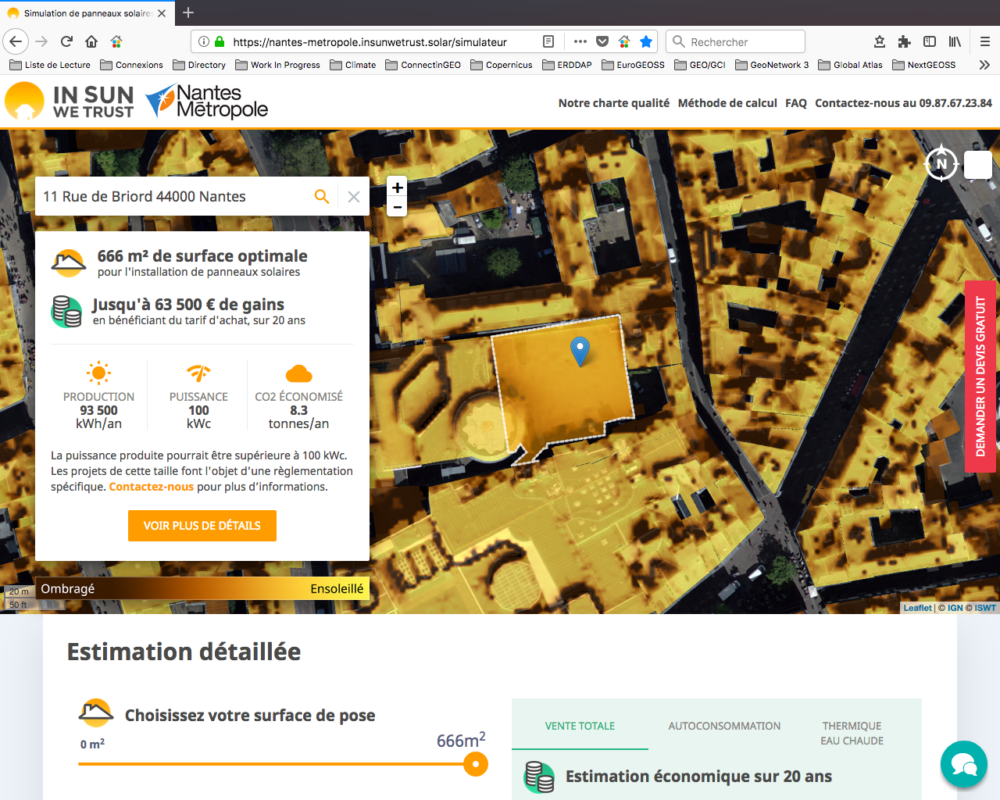 Simulation de panneaux solaire
https://nantes-metropole.insunwetrust.solar/simulateur
Rechercher
Liste de Lecture
Connexions
Directory
Work In Progress
Climate
ConnectinGEO
Copernicus
ERDDAP
EuroGEOSS
GEO/GCI
GeoNetwork 3
Global Atlas
NextGEOSS
IN SUN
WE TRUST
Nantes
Métropole
Notre charte qualité
Méthode de calcul
FAQ
Contactez-nous au 09.87.67.23.84
N
11 Rue de Briord 44000 Nantes
+
−
666 m² de surface optimale
pour l'installation de panneaux solaires
Jusqu'à 63 500 € de gains
en bénéficiant du tarif d'achat, sur 20 ans
PRODUCTION
93 500
kWh/an
PUISSANCE
100
kWc
CO2 ÉCONOMISÉ
8.3
tonnes/an
La puissance produite pourrait être supérieure à 100 kWc.
Les projets de cette taille font l'objet d'une règlementation
spécifique. Contactez-nous pour plus d’informations.
VOIR PLUS DE DÉTAILS
DEMANDER UN DEVIS GRATUIT
Ombragé
Ensoleillé
20 m
50 ft
Leaflet | © IGN © ISWT
Estimation détaillée
Choisissez votre surface de pose
0 m²
666m²
VENTE TOTALE
AUTOCONSOMMATION
THERMIQUE
EAU CHAUDE
Estimation économique sur 20 ans